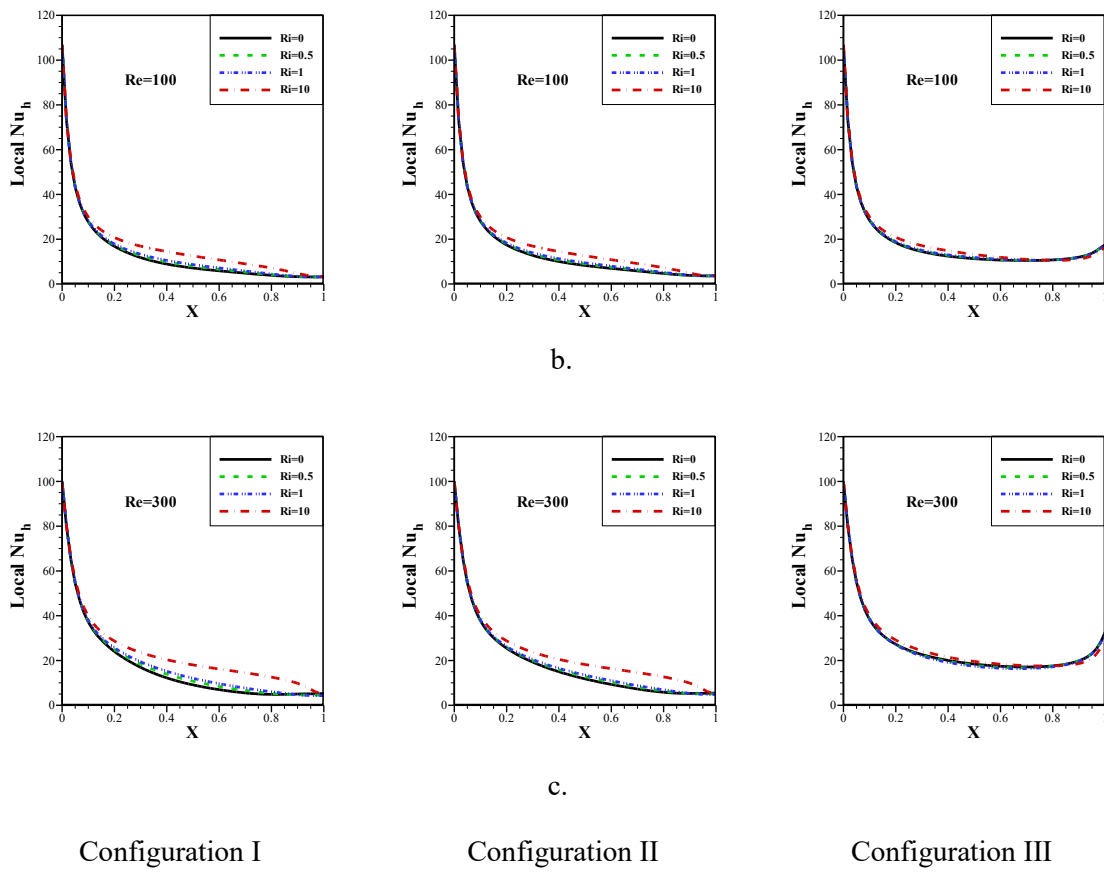 120
100
80
60
40
20
0
Local Nu_h
Re=100
Ri=0
Ri=0.5
Ri=1
Ri=10
0 0.2 0.4 0.6 0.8 1
X
120
100
80
60
40
20
0
Local Nu_h
Re=100
Ri=0
Ri=0.5
Ri=1
Ri=10
0 0.2 0.4 0.6 0.8 1
X
120
100
80
60
40
20
0
Local Nu_h
Re=100
Ri=0
Ri=0.5
Ri=1
Ri=10
0 0.2 0.4 0.6 0.8
X
b.
120
100
80
60
40
20
0
Local Nu_h
Re=300
Ri=0
Ri=0.5
Ri=1
Ri=10
0 0.2 0.4 0.6 0.8 1
X
120
100
80
60
40
20
0
Local Nu_h
Re=300
Ri=0
Ri=0.5
Ri=1
Ri=10
0 0.2 0.4 0.6 0.8 1
X
120
100
80
60
40
20
0
Local Nu_h
Re=300
Ri=0
Ri=0.5
Ri=1
Ri=10
0 0.2 0.4 0.6 0.8
X
c.
Configuration I Configuration II Configuration III